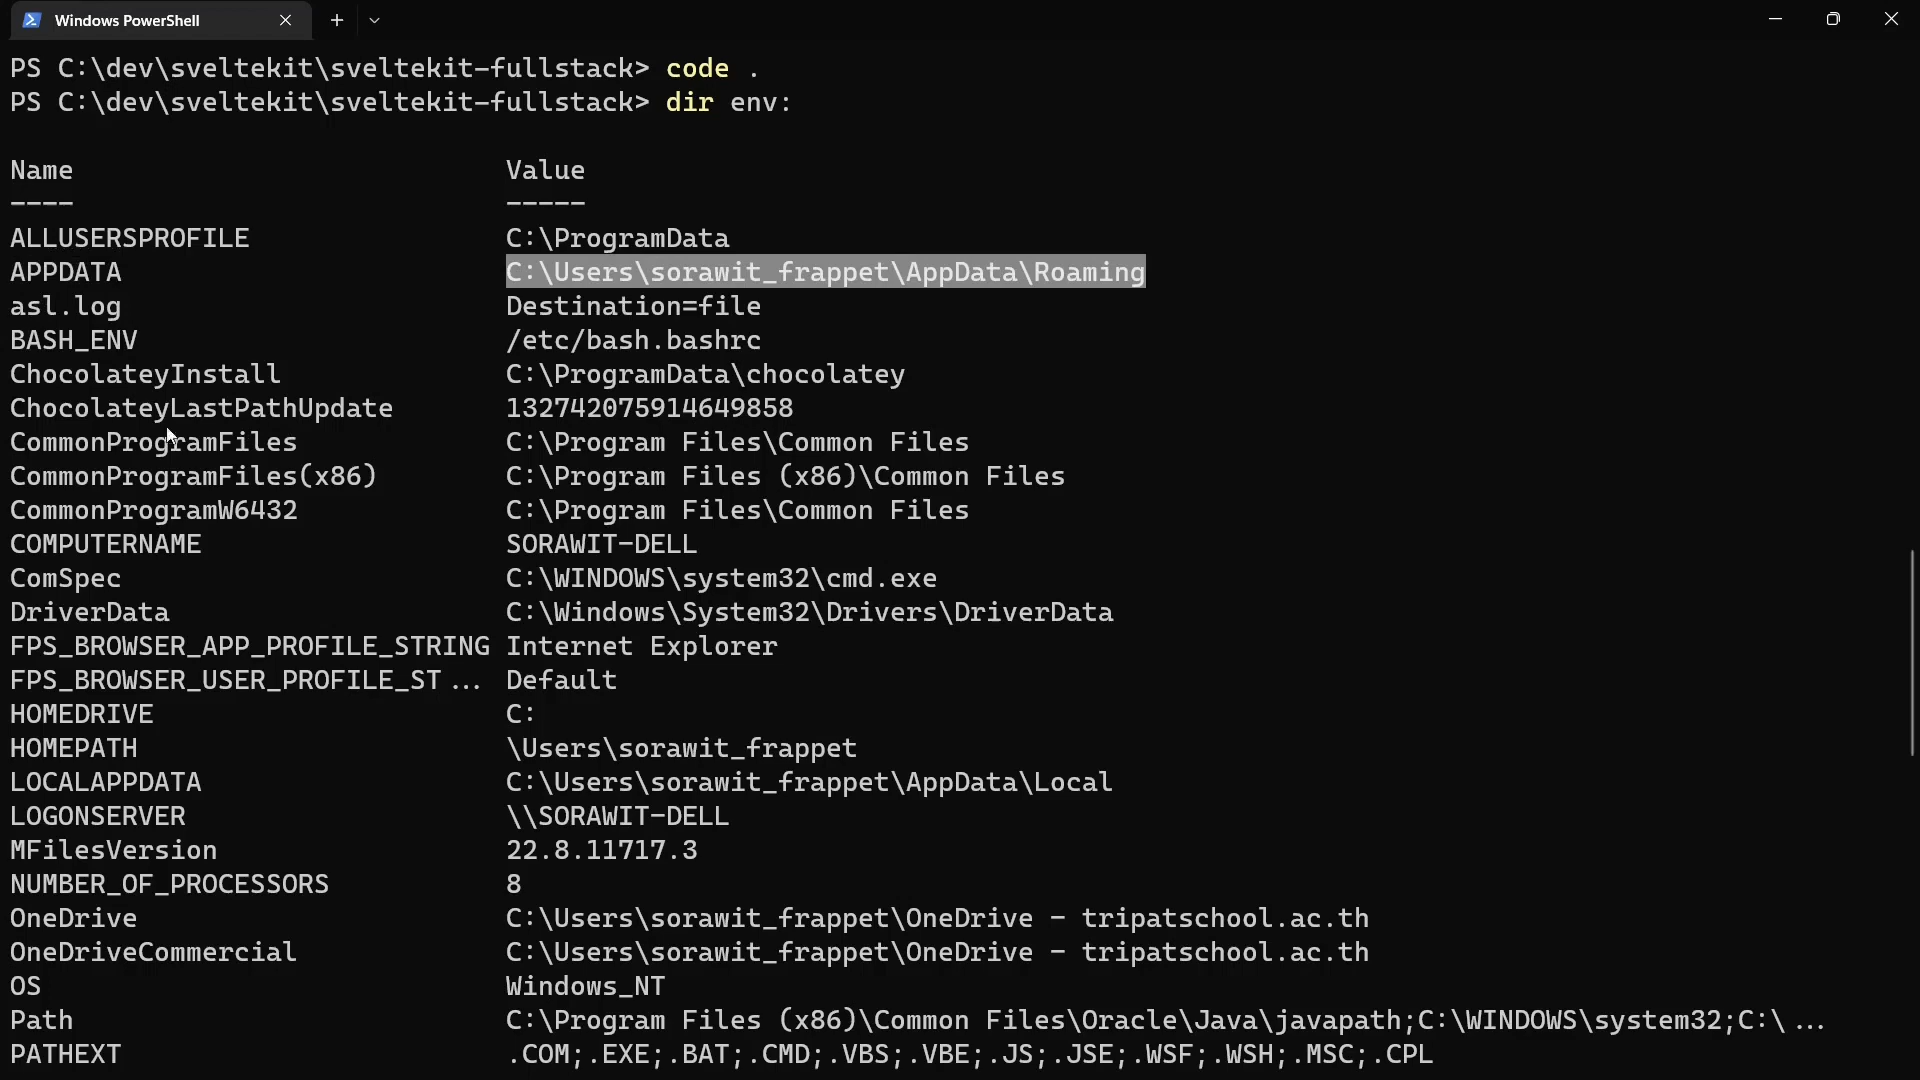 Windows PowerShell
PS C:\dev\sveltekit\sveltekit-fullstack> code .
PS C:\dev\sveltekit\sveltekit-fullstack> dir env:
Name Value
---- -----
ALLUSERSPROFILE C:\ProgramData
APPDATA C:\Users\sorawit_frappet\AppData\Roaming
asl.log Destination=file
BASH_ENV /etc/bash.bashrc
ChocolateyInstall C:\ProgramData\chocolatey
ChocolateyLastPathUpdate 132742075914649858
CommonProgramFiles C:\Program Files\Common Files
CommonProgramFiles(x86) C:\Program Files (x86)\Common Files
CommonProgramW6432 C:\Program Files\Common Files
COMPUTERNAME SORAWIT-DELL
ComSpec C:\WINDOWS\system32\cmd.exe
DriverData C:\Windows\System32\Drivers\DriverData
FPS_BROWSER_APP_PROFILE_STRING Internet Explorer
FPS_BROWSER_USER_PROFILE_ST... Default
HOMEDRIVE C:
HOMEPATH \Users\sorawit_frappet
LOCALAPPDATA C:\Users\sorawit_frappet\AppData\Local
LOGONSERVER \\SORAWIT-DELL
MFilesVersion 22.8.11717.3
NUMBER_OF_PROCESSORS 8
OneDrive C:\Users\sorawit_frappet\OneDrive - tripatschool.ac.th
OneDriveCommercial C:\Users\sorawit_frappet\OneDrive - tripatschool.ac.th
OS Windows_NT
Path C:\Program Files (x86)\Common Files\Oracle\Java\javapath;C:\WINDOWS\system32;C:\...
PATHEXT .COM;.EXE;.BAT;.CMD;.VBS;.VBE;.JS;.JSE;.WSF;.WSH;.MSC;.CPL